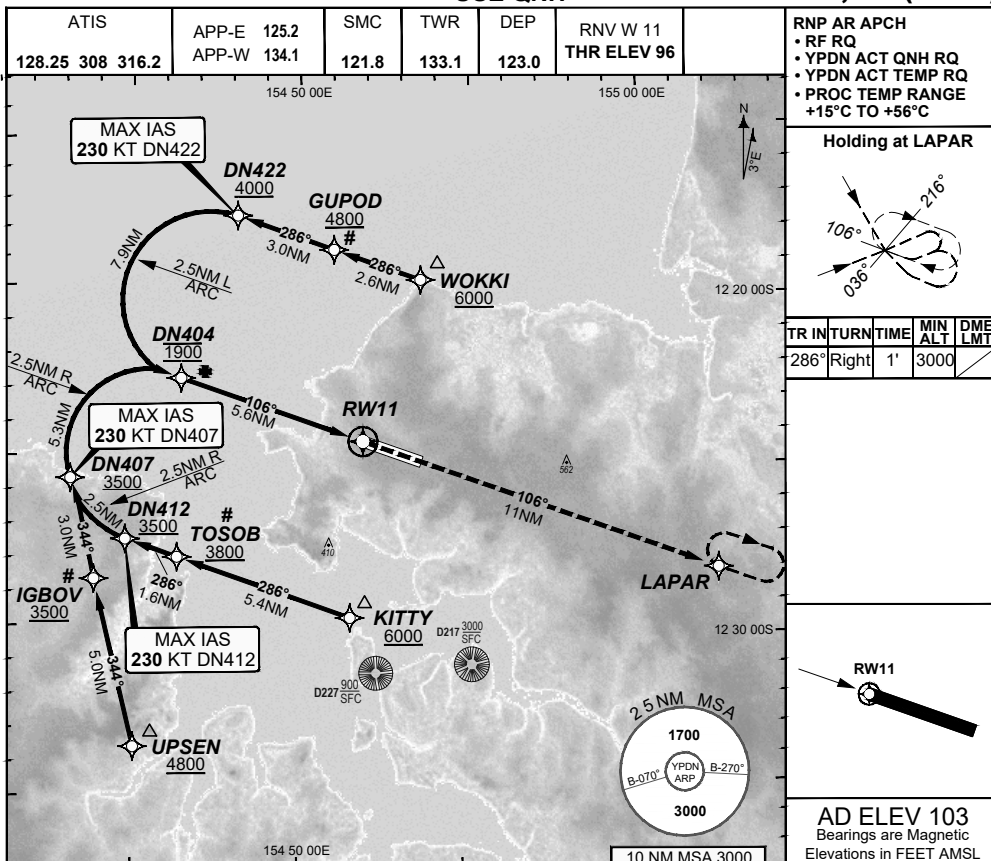 ATIS
128.25 308 316.2
APP-E 125.2
APP-W 134.1
SMC
121.8
TWR
133.1
DEP
123.0
RNV W 11
THR ELEV 96
RNP AR APCH
• RF RQ
• YPDN ACT QNH RQ
• YPDN ACT TEMP RQ
• PROC TEMP RANGE
+15°C TO +56°C
154 50 00E
155 00 00E
N
3°E
MAX IAS
230 KT DN422
DN422
4000
GUPOD
4800
#
286°
3.0NM
286°
2.6NM
WOKKI
6000
7.9NM
2.5NM L
ARC
12 20 00S
DN404
1900
2.5NM R
ARC
5.3NM
106°
5.6NM
RW11
MAX IAS
230 KT DN407
DN407
3500
2.5NM R
ARC
2.5NM
DN412
3500
#
TOSOB
3800
562
410
106°
11NM
LAPAR
344°
3.0NM
#
IGBOV
3500
286°
1.6NM
286°
5.4NM
KITTY
6000
MAX IAS
230 KT DN412
12 30 00S
D217 3000
SFC
D227 900
SFC
344°
5.0NM
UPSEN
4800
25NM MSA
1700
B-070°
YPDN
ARP
B-270°
3000
154 50 00E
10 NM MSA 3000
Holding at LAPAR
106°
216°
036°
TR IN TURN TIME MIN ALT DME LMT
286° Right 1' 3000
RW11
AD ELEV 103
Bearings are Magnetic
Elevations in FEET AMSL